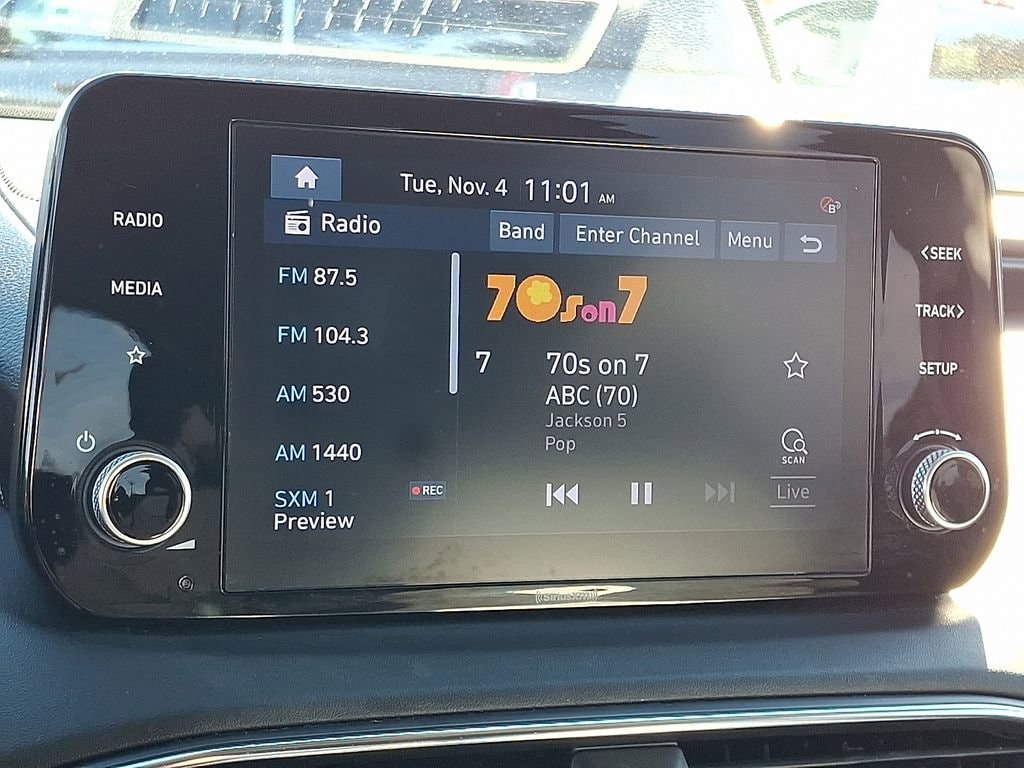 Tue, Nov. 4 11:01 AM
Radio
Band
Enter Channel
Menu
RADIO
MEDIA
<SEEK
TRACK>
SETUP
FM 87.5
FM 104.3
AM 530
AM 1440
SXM 1
Preview
REC
70s on 7
7
70s on 7
ABC (70)
Jackson 5
Pop
SCAN
Live
((SiriusXM))